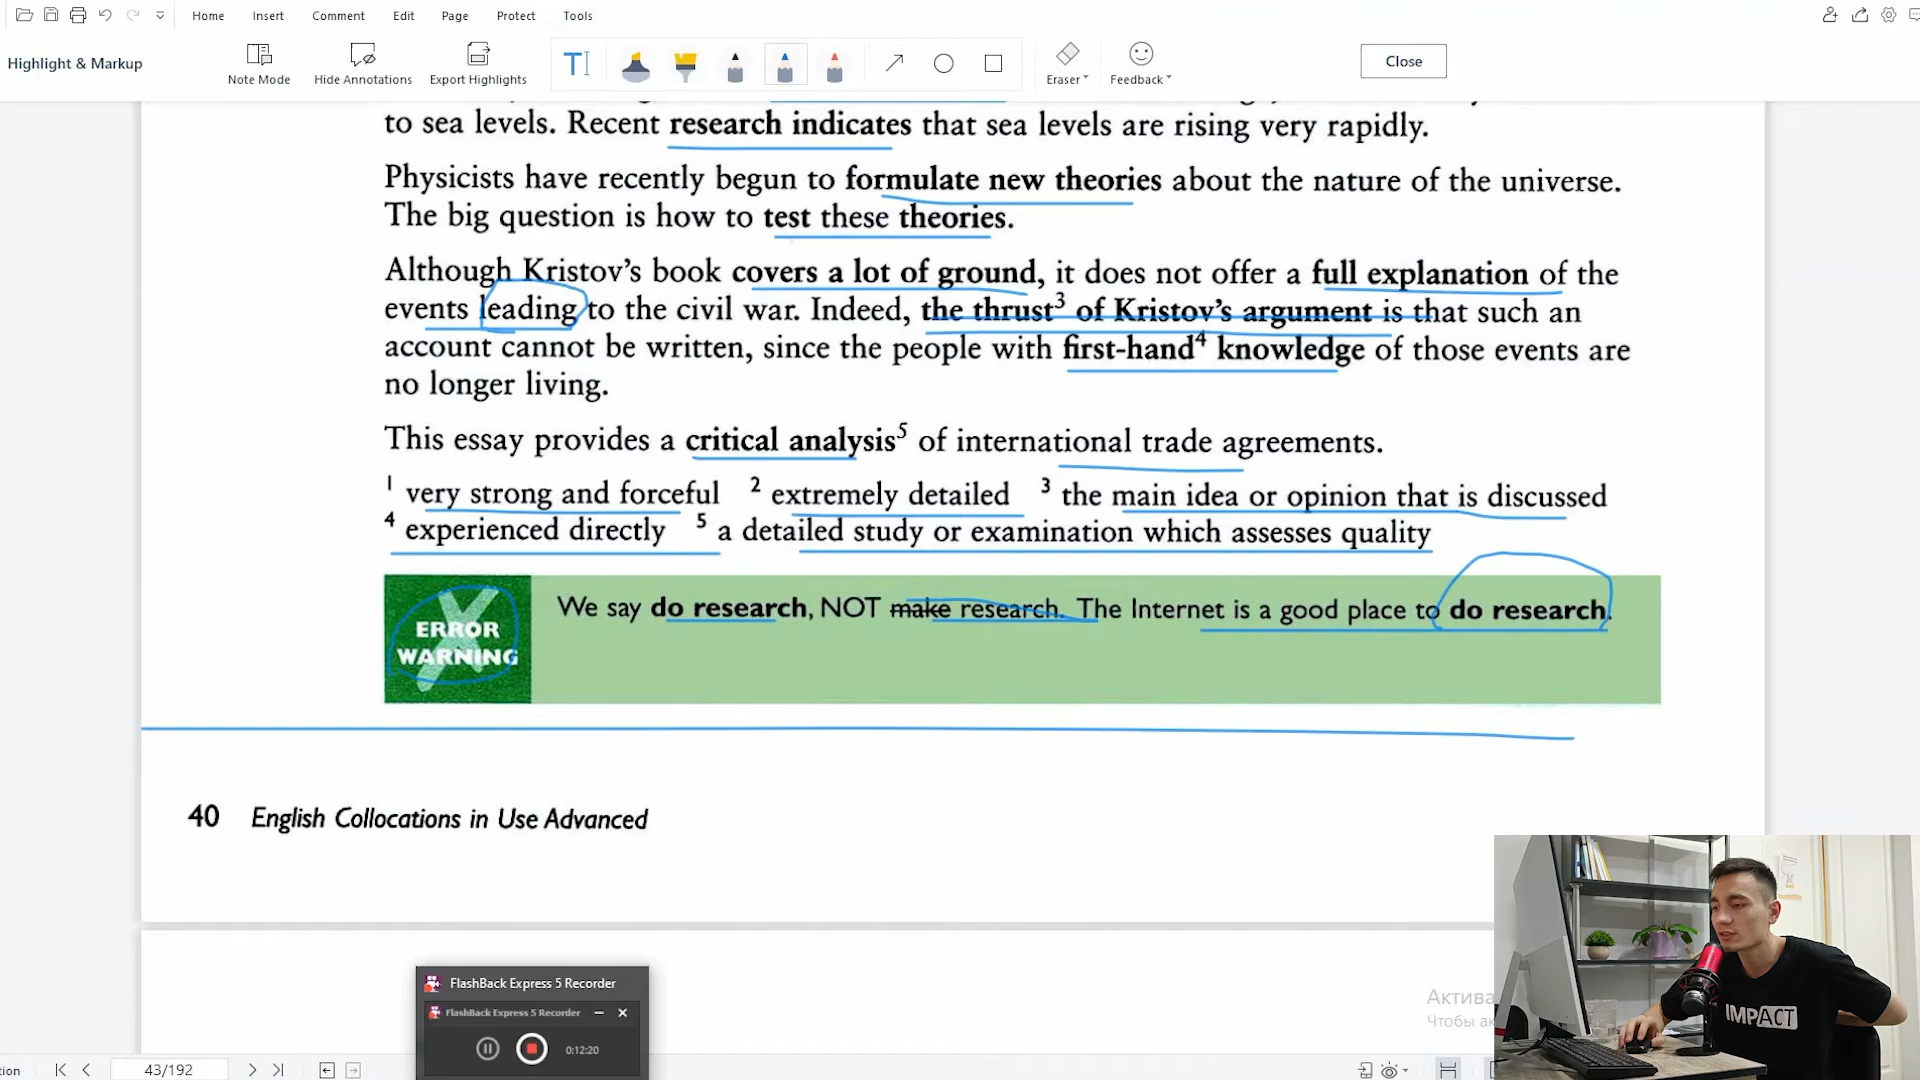 Home Insert Comment Edit Page Protect Tools
Highlight & Markup
Note Mode Hide Annotations Export Highlights Eraser Feedback Close
to sea levels. Recent research indicates that sea levels are rising very rapidly.
Physicists have recently begun to formulate new theories about the nature of the universe.
The big question is how to test these theories.
Although Kristov's book covers a lot of ground, it does not offer a full explanation of the
events leading to the civil war. Indeed, the thrust³ of Kristov's argument is that such an
account cannot be written, since the people with first-hand⁴ knowledge of those events are
no longer living.
This essay provides a critical analysis⁵ of international trade agreements.
¹ very strong and forceful ² extremely detailed ³ the main idea or opinion that is discussed
⁴ experienced directly ⁵ a detailed study or examination which assesses quality
ERROR
WARNING
We say do research, NOT make research. The Internet is a good place to do research.
40 English Collocations in Use Advanced
FlashBack Express 5 Recorder
FlashBack Express 5 Recorder
0:12:20
Актива
IMPACT
43/192